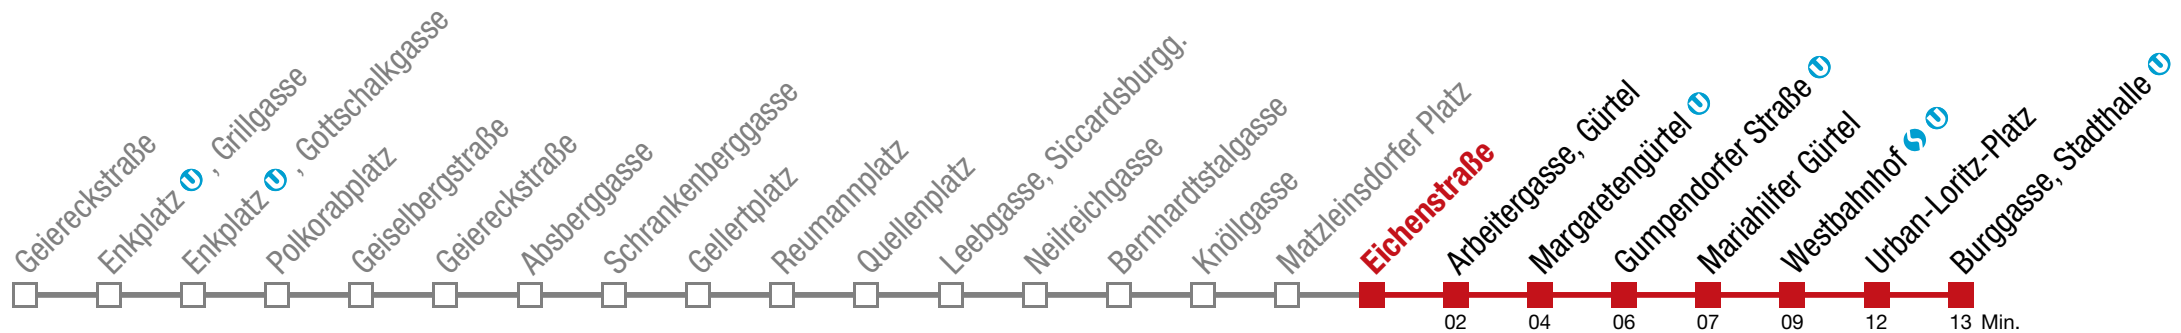 Geiereckstraße
Enkplatz U, Grillgasse
Enkplatz U, Gottschalkgasse
Polkorabplatz
Geiselbergstraße
Geiereckstraße
Absberggasse
Schrankenberggasse
Gellertplatz
Reumannplatz
Quellenplatz
Leebgasse, Siccardsburgg.
Neilreichgasse
Bernhardtstalgasse
Knöllgasse
Matzleinsdorfer Platz
Eichenstraße
Arbeitergasse, Gürtel
Margaretengürtel U
Gumpendorfer Straße U
Mariahilfer Gürtel
Westbahnhof S U
Urban-Loritz-Platz
Burggasse, Stadthalle U
02 04 06 07 09 12 13 Min.